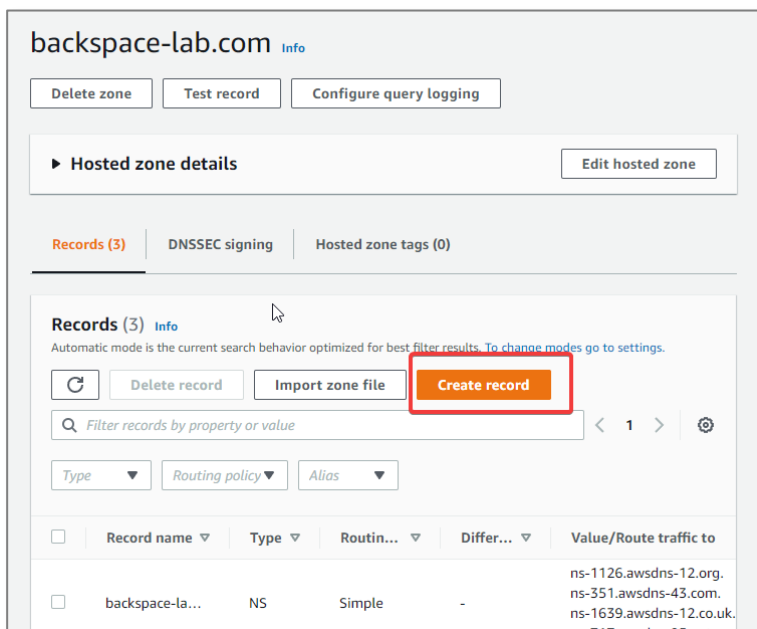 backspace-lab.com Info
Delete zone Test record Configure query logging
Hosted zone details Edit hosted zone
Records (3) DNSSEC signing Hosted zone tags (0)
Records (3) Info
Automatic mode is the current search behavior optimized for best filter results. To change modes go to settings.
Delete record Import zone file Create record
Filter records by property or value 1
Type Routing policy Alias
Record name Type Routin... Differ... Value/Route traffic to
ns-1126.awsdns-12.org.
ns-351.awsdns-43.com.
backspace-la... NS Simple - ns-1639.awsdns-12.co.uk.